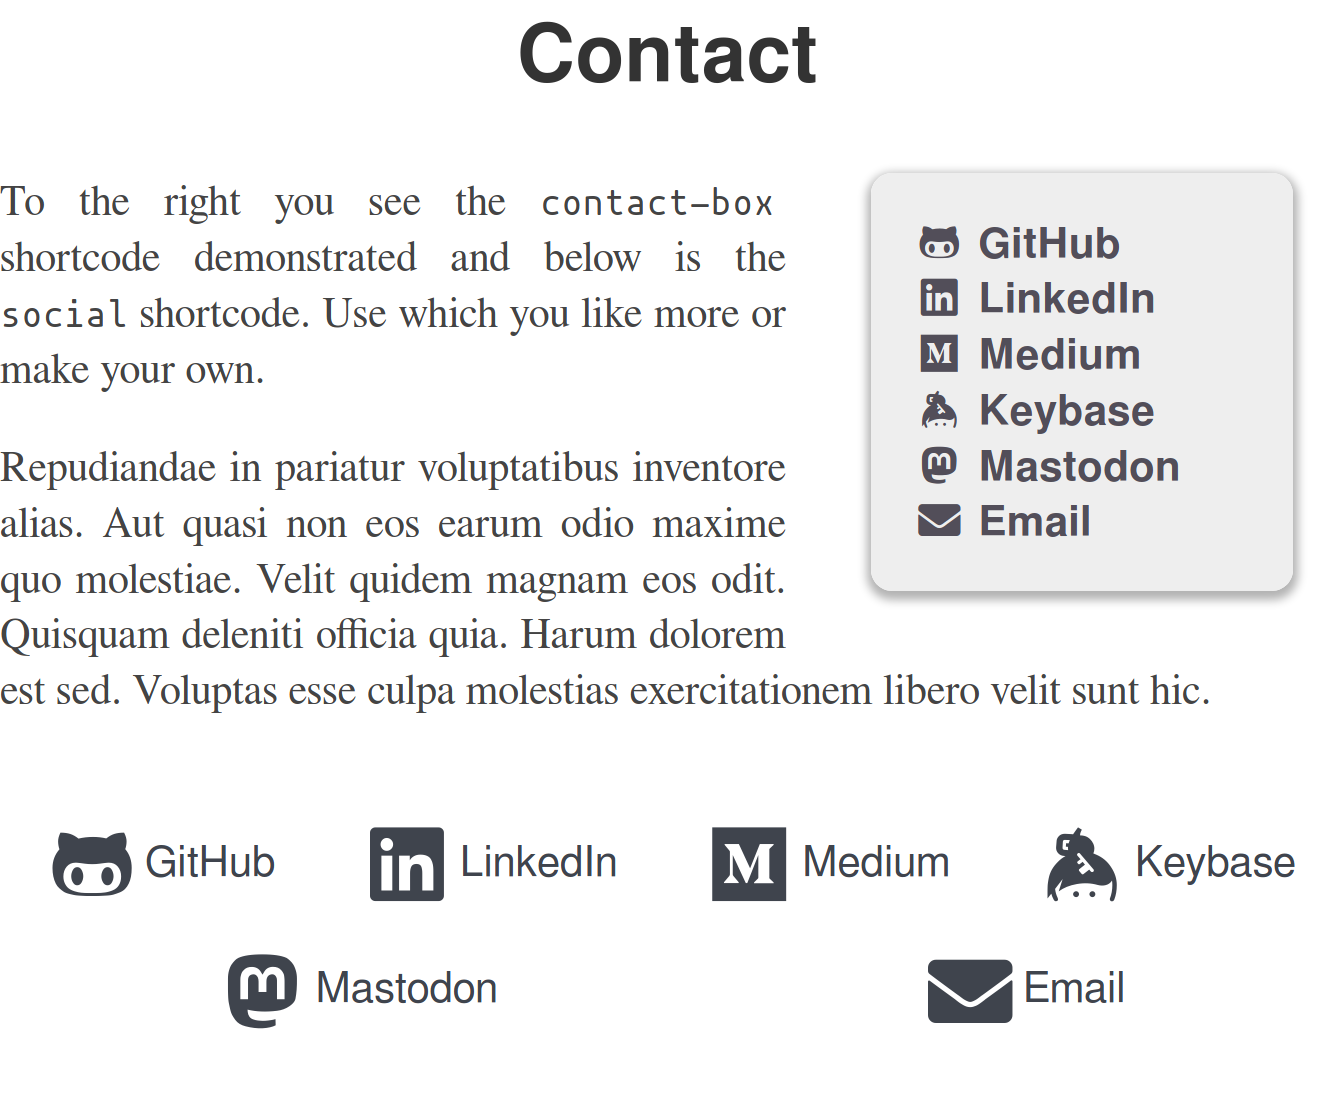 Contact
To the right you see the contact-box
shortcode demonstrated and below is the
social shortcode. Use which you like more or
make your own.
Repudiandae in pariatur voluptatibus inventore
alias. Aut quasi non eos earum odio maxime
quo molestiae. Velit quidem magnam eos odit.
Quisquam deleniti officia quia. Harum dolorem
est sed. Voluptas esse culpa molestias exercitationem libero velit sunt hic.
GitHub
LinkedIn
Medium
Keybase
Mastodon
Email
GitHub LinkedIn Medium Keybase
Mastodon Email